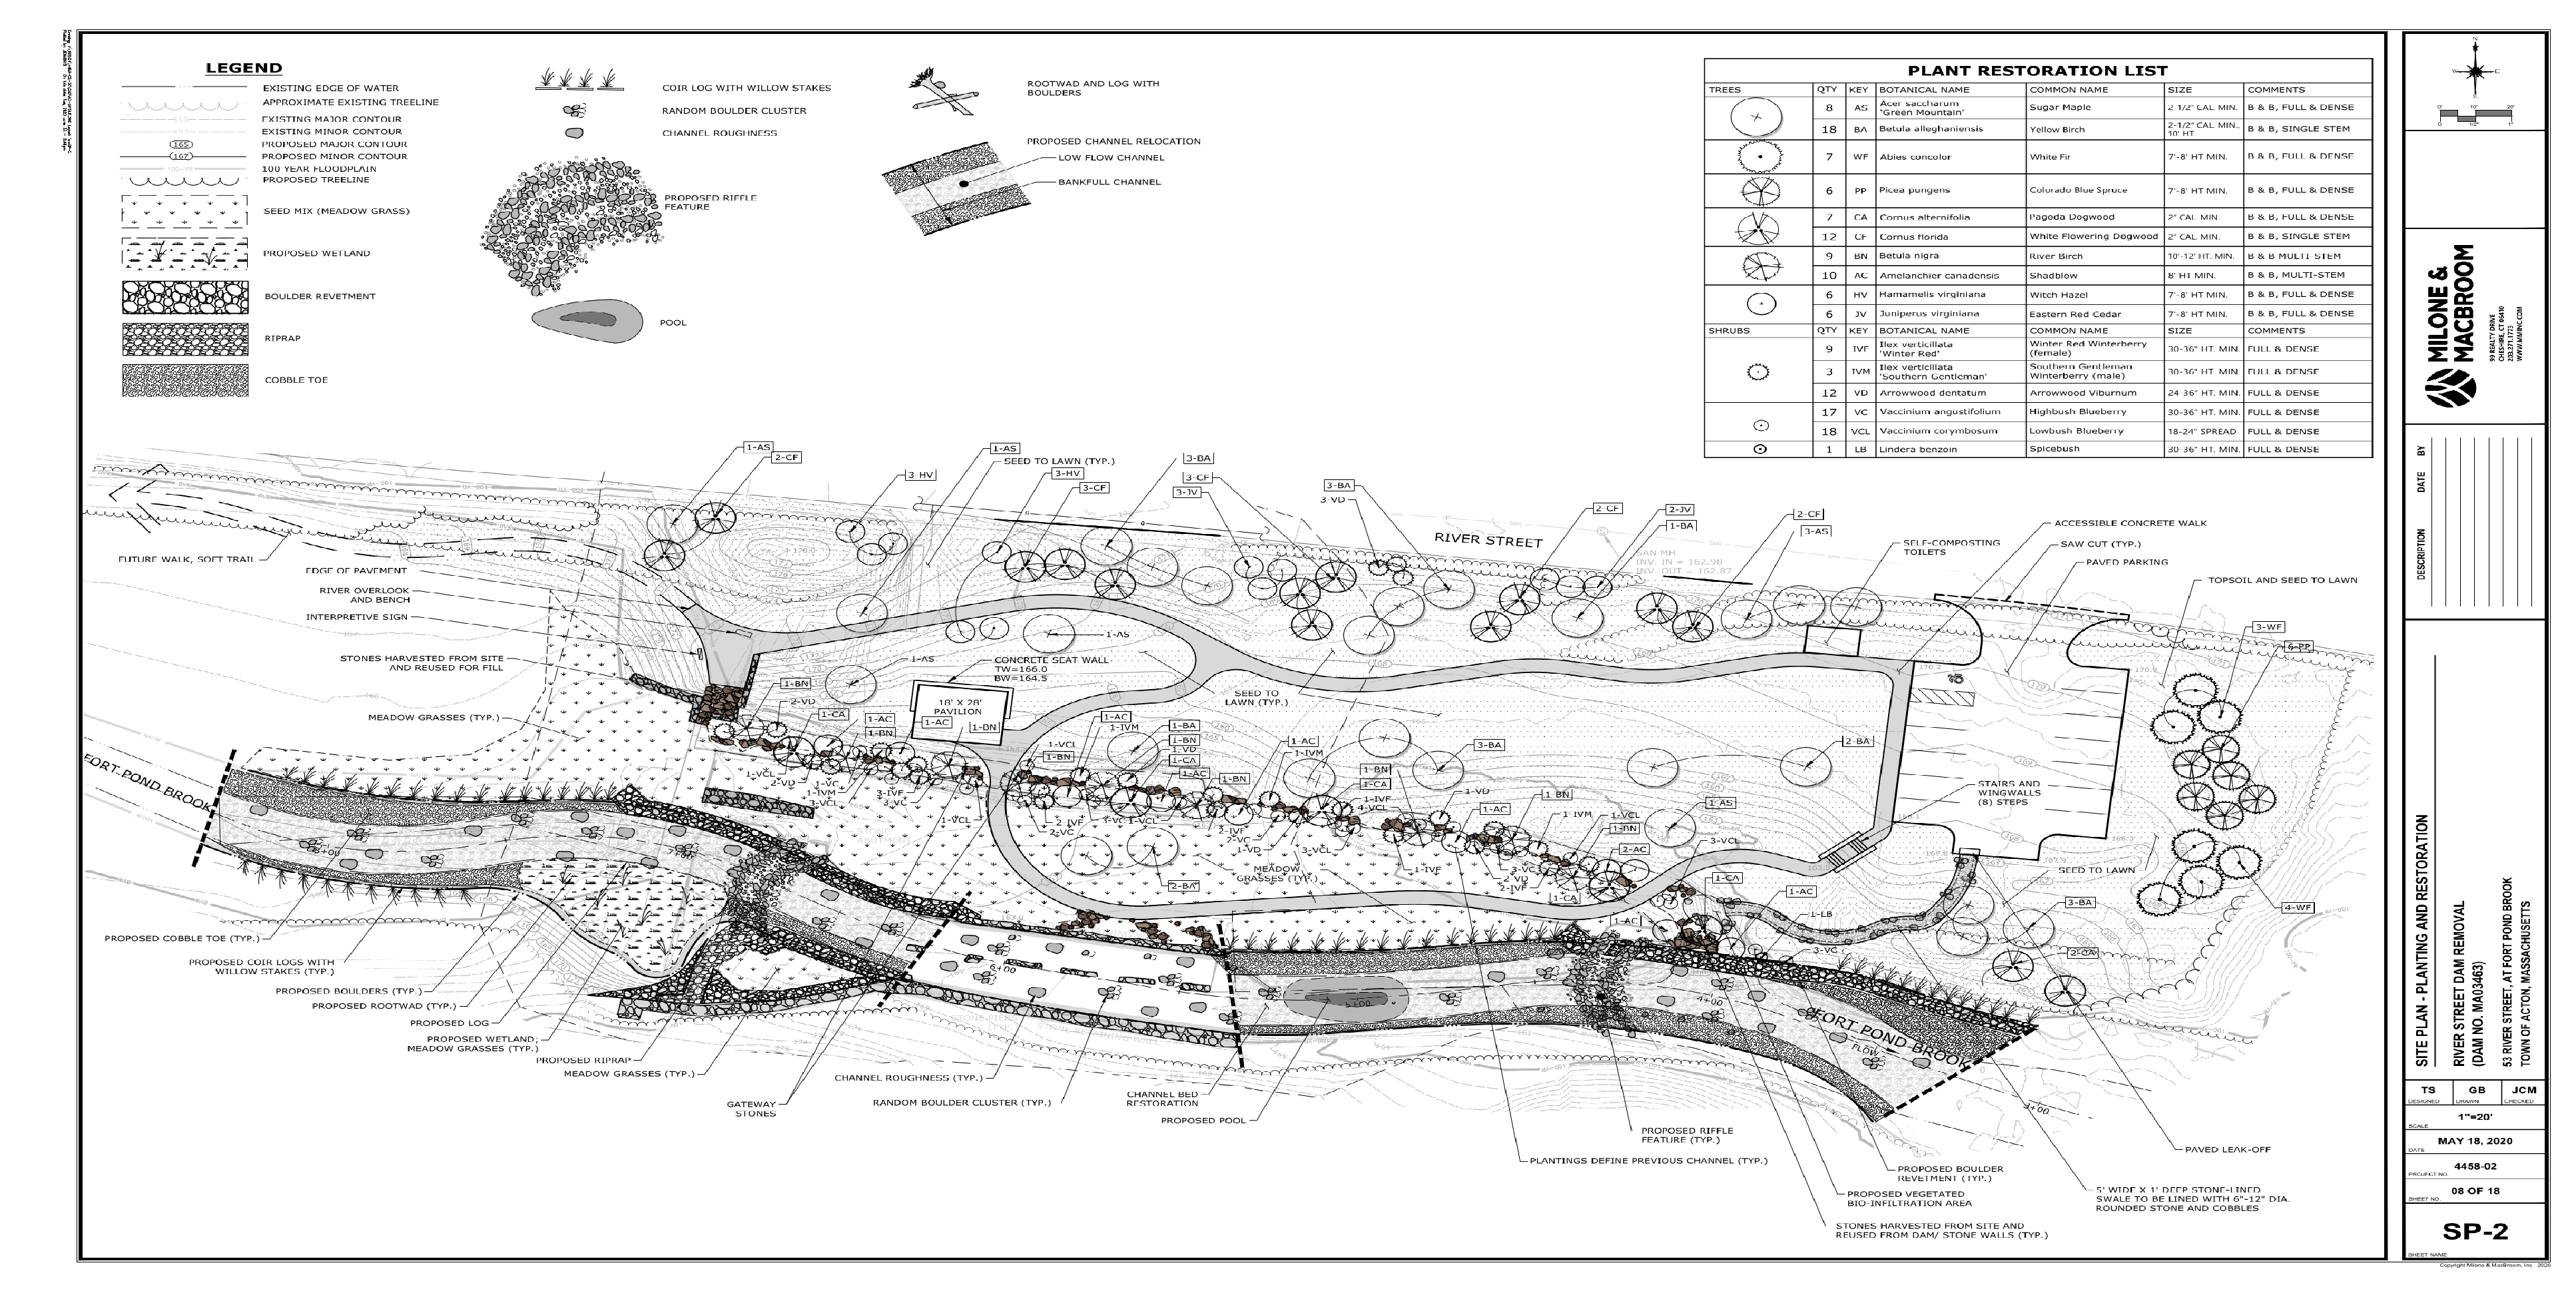 LEGEND
EXISTING EDGE OF WATER
APPROXIMATE EXISTING TREELINE
EXISTING MAJOR CONTOUR
EXISTING MINOR CONTOUR
165 PROPOSED MAJOR CONTOUR
167 PROPOSED MINOR CONTOUR
100 YEAR FLOODPLAIN
PROPOSED TREELINE
SEED MIX (MEADOW GRASS)
PROPOSED WETLAND
BOULDER REVETMENT
RIPRAP
COBBLE TOE
COIR LOG WITH WILLOW STAKES
RANDOM BOULDER CLUSTER
CHANNEL ROUGHNESS
PROPOSED RIFFLE
FEATURE
POOL
ROOTWAD AND LOG WITH
BOULDERS
PROPOSED CHANNEL RELOCATION
LOW FLOW CHANNEL
BANKFULL CHANNEL
PLANT RESTORATION LIST
TREES QTY KEY BOTANICAL NAME COMMON NAME SIZE COMMENTS
8 AS Acer saccharum 'Green Mountain' Sugar Maple 2 1/2" CAL. MIN. B & B, FULL & DENSE
18 BA Betula alleghaniensis Yellow Birch 2-1/2" CAL. MIN., 10' HT. B & B, SINGLE STEM
7 WF Abies concolor White Fir 7'-8' HT MIN. B & B, FULL & DENSE
6 PP Picea pungens Colorado Blue Spruce 7'-8' HT MIN. B & B, FULL & DENSE
7 CA Cornus alternifolia Pagoda Dogwood 2" CAL. MIN. B & B, FULL & DENSE
12 CF Cornus florida White Flowering Dogwood 2" CAL. MIN. B & B, SINGLE STEM
9 BN Betula nigra River Birch 10'-12' HT. MIN. B & B MULTI-STEM
10 AC Amelanchier canadensis Shadblow 8' HT MIN. B & B, MULTI-STEM
6 HV Hamamelis virginiana Witch Hazel 7'-8' HT MIN. B & B, FULL & DENSE
6 JV Juniperus virginiana Eastern Red Cedar 7'-8' HT MIN. B & B, FULL & DENSE
SHRUBS QTY KEY BOTANICAL NAME COMMON NAME SIZE COMMENTS
9 IVF Ilex verticillata 'Winter Red' Winter Red Winterberry (female) 30-36" HT. MIN. FULL & DENSE
3 IVM Ilex verticillata 'Southern Gentleman' Southern Gentleman Winterberry (male) 30-36" HT. MIN. FULL & DENSE
12 VD Arrowwood dentatum Arrowwood Viburnum 24-36" HT. MIN. FULL & DENSE
17 VC Vaccinium angustifolium Highbush Blueberry 30-36" HT. MIN. FULL & DENSE
18 VCL Vaccinium corymbosum Lowbush Blueberry 18-24" SPREAD FULL & DENSE
1 LB Lindera benzoin Spicebush 30-36" HT. MIN. FULL & DENSE
1-AS
2-CF
3-HV
1-AS
SEED TO LAWN (TYP.)
3-HV
3-CF
3-BA
3-CF
3-JV
3-BA
3-VD
2-CF
2-JV
1-BA
2-CF
3-AS
RIVER STREET
SAN MH
INV. IN = 162.98
INV. OUT = 162.87
SELF-COMPOSTING
TOILETS
ACCESSIBLE CONCRETE WALK
SAW CUT (TYP.)
PAVED PARKING
TOPSOIL AND SEED TO LAWN
3-WF
6-PP
FUTURE WALK, SOFT TRAIL
EDGE OF PAVEMENT
RIVER OVERLOOK
AND BENCH
INTERPRETIVE SIGN
STONES HARVESTED FROM SITE
AND REUSED FOR FILL
MEADOW GRASSES (TYP.)
1-AS
1-AS
CONCRETE SEAT WALL
TW=166.0
BW=164.5
18' X 28'
PAVILION
SEED TO
LAWN (TYP.)
1-BN
2-VD
1-CA
1-AC
1-BN
1-AC
1-BN
1-AC
1-IVM
1-VCL
1-BN
1-BA
1-BN
1-VD
1-CA
1-AC
1-BN
1-AC
1-IVM
3-BA
1-BN
1-CA
1-IVF
4-VCL
1-VD
1-AC
1-BN
1-IVM
1-VCL
1-BN
2-AC
1-AS
2-BA
3-VCL
1-CA
1-AC
1-LB
3-VC
1-AC
1-CA
3-VC
2-VD
2-IVF
1-IVF
3-VCL
1-VD
2-VC
2-IVF
1-VCL
3-VC
2-IVF
2-VC
1-VCL
3-IVF
3-VC
1-VC
1-IVM
3-VCL
1-VCL
2-VD
2-BA
MEADOW
GRASSES (TYP.)
STAIRS AND
WINGWALLS
(8) STEPS
SEED TO LAWN
3-BA
2-CA
4-WF
FORT POND BROOK
8+00
7+00
6+00
5+00
4+00
3+00
FORT POND BROOK
FLOW
PROPOSED COBBLE TOE (TYP.)
PROPOSED COIR LOGS WITH
WILLOW STAKES (TYP.)
PROPOSED BOULDERS (TYP.)
PROPOSED ROOTWAD (TYP.)
PROPOSED LOG
PROPOSED WETLAND;
MEADOW GRASSES (TYP.)
PROPOSED RIPRAP
MEADOW GRASSES (TYP.)
GATEWAY
STONES
CHANNEL ROUGHNESS (TYP.)
RANDOM BOULDER CLUSTER (TYP.)
CHANNEL BED
RESTORATION
PROPOSED POOL
PROPOSED RIFFLE
FEATURE (TYP.)
PLANTINGS DEFINE PREVIOUS CHANNEL (TYP.)
PROPOSED BOULDER
REVETMENT (TYP.)
PROPOSED VEGETATED
BIO-INFILTRATION AREA
STONES HARVESTED FROM SITE AND
REUSED FROM DAM/ STONE WALLS (TYP.)
PAVED LEAK-OFF
5' WIDE X 1' DEEP STONE-LINED
SWALE TO BE LINED WITH 6"-12" DIA.
ROUNDED STONE AND COBBLES
MILONE &
MACBROOM
99 REALTY DRIVE
CHESHIRE, CT 06410
203.271.1773
WWW.MMINC.COM
DESCRIPTION DATE BY
SITE PLAN - PLANTING AND RESTORATION
RIVER STREET DAM REMOVAL
(DAM NO. MA03463)
53 RIVER STREET, AT FORT POND BROOK
TOWN OF ACTON, MASSACHUSETTS
TS GB JCM
DESIGNED DRAWN CHECKED
1"=20'
SCALE
MAY 18, 2020
DATE
4458-02
PROJECT NO.
08 OF 18
SHEET NO.
SP-2
SHEET NAME
Copyright Milone & MacBroom, Inc. 2020